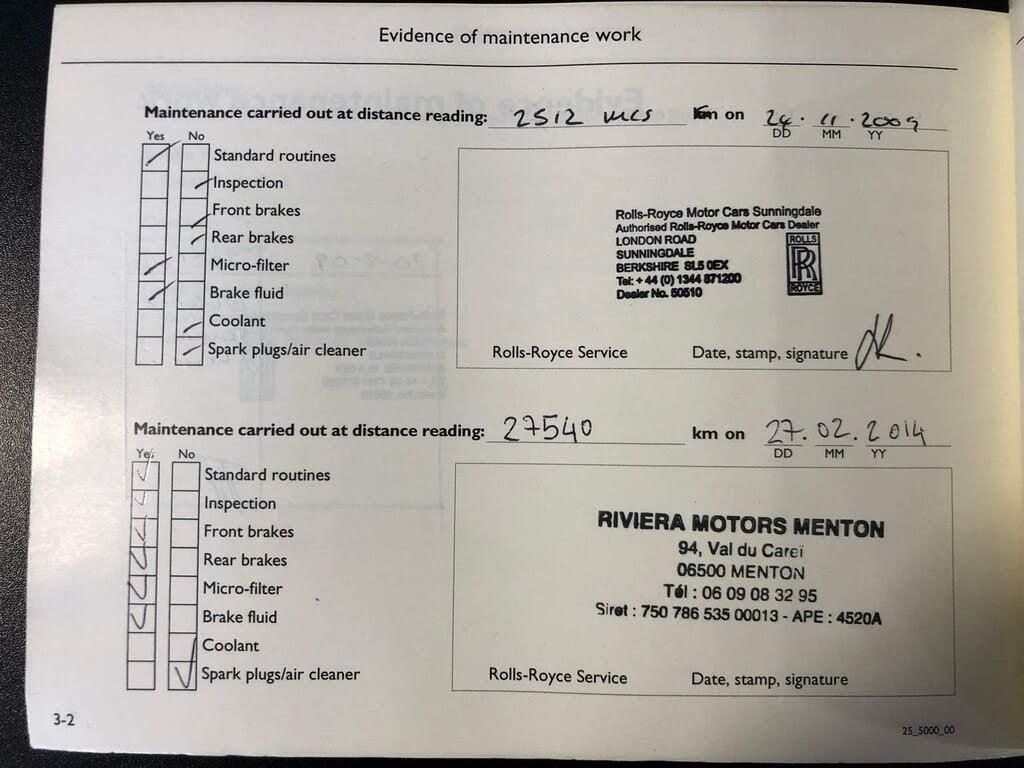 Evidence of maintenance work
Maintenance carried out at distance reading: 2512 mls km on 24.11.2009
DD MM YY
Yes No
Standard routines
Inspection
Front brakes
Rear brakes
Micro-filter
Brake fluid
Coolant
Spark plugs/air cleaner
Rolls-Royce Motor Cars Sunningdale
Authorised Rolls-Royce Motor Cars Dealer
LONDON ROAD
SUNNINGDALE
BERKSHIRE SL5 0EX
Tel: +44 (0) 1344 871200
Dealer No. 50510
ROLLS
RR
ROYCE
Rolls-Royce Service Date, stamp, signature
Maintenance carried out at distance reading: 27540 km on 27.02.2014
DD MM YY
Yes No
Standard routines
Inspection
Front brakes
Rear brakes
Micro-filter
Brake fluid
Coolant
Spark plugs/air cleaner
RIVIERA MOTORS MENTON
94, Val du Careï
06500 MENTON
Tél : 06 09 08 32 95
Siret : 750 786 535 00013 - APE : 4520A
Rolls-Royce Service Date, stamp, signature
3-2
25_5000_00